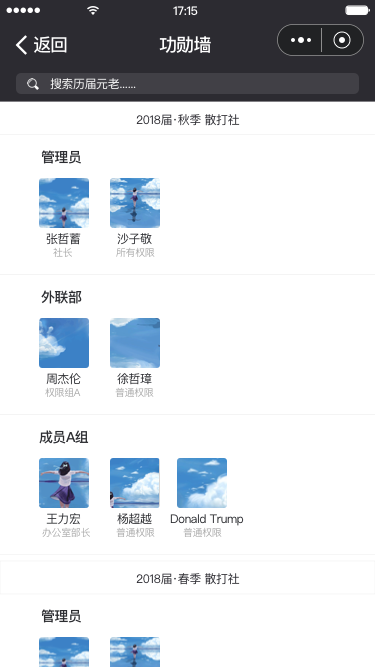 17:15
返回
功勋墙
搜索历届元老......
2018届·秋季 散打社
管理员
张哲蓄 沙子敬
社长 所有权限
外联部
周杰伦 徐哲璋
权限组A 普通权限
成员A组
王力宏 杨超越 Donald Trump
办公室部长 普通权限 普通权限
2018届·春季 散打社
管理员